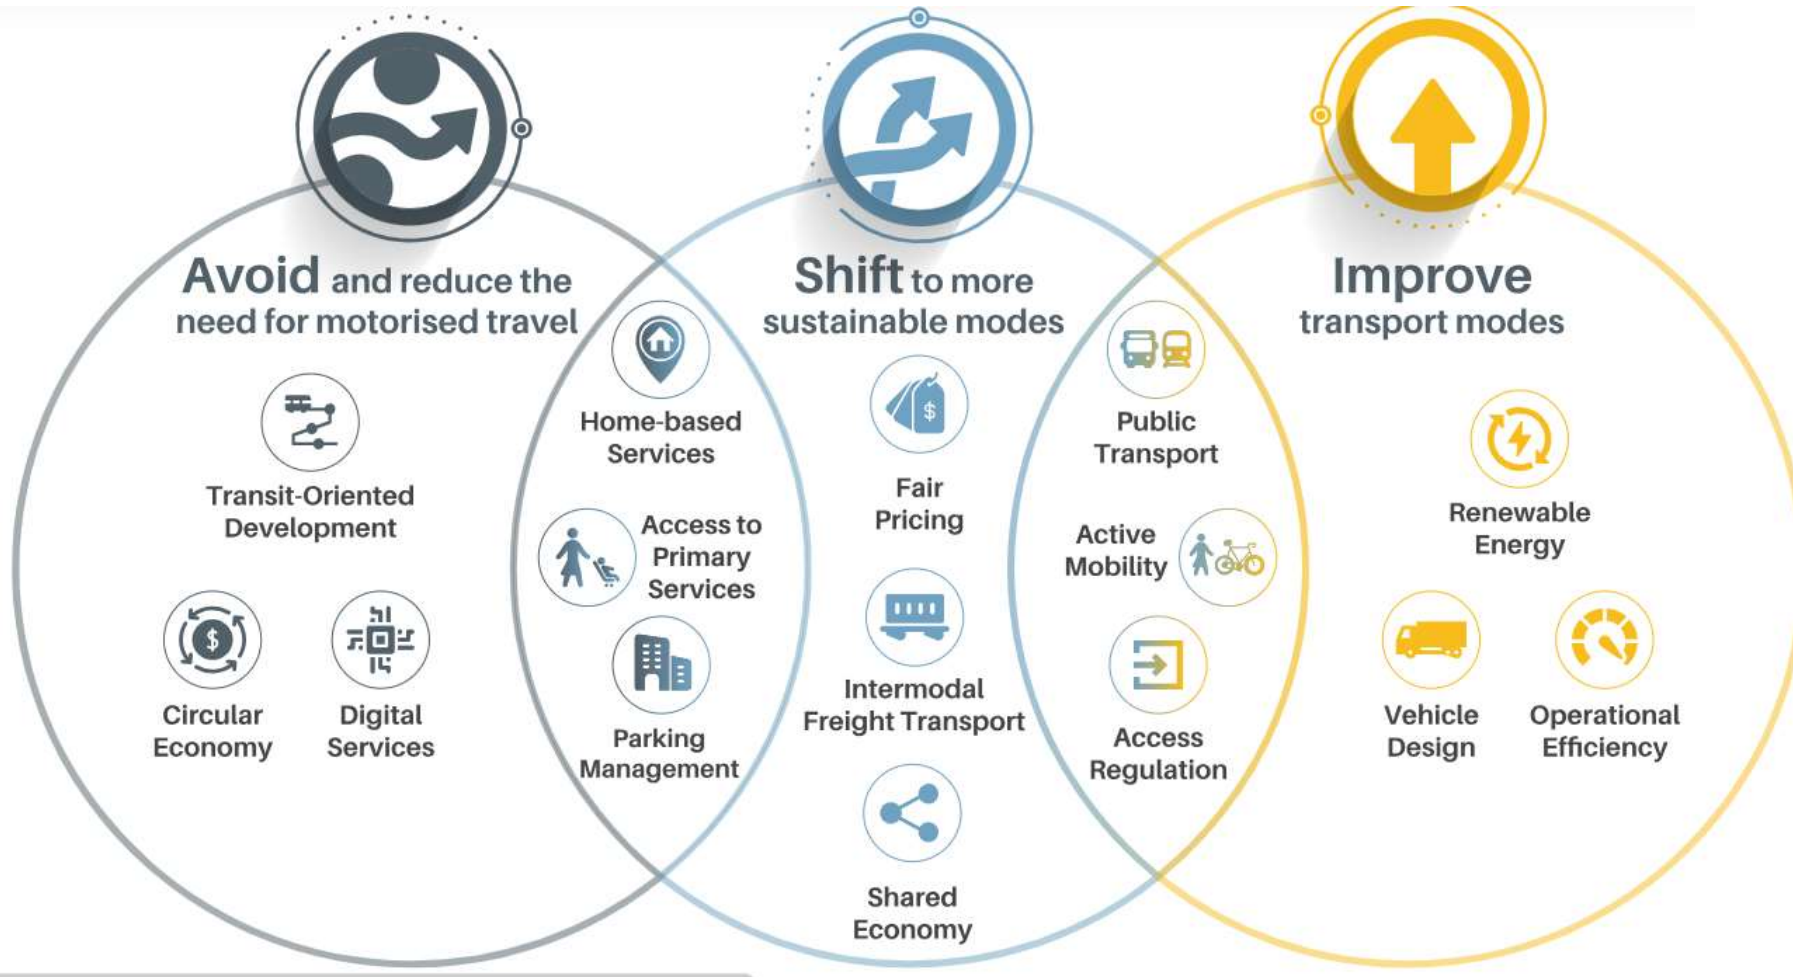 Avoid and reduce the
need for motorised travel
Transit-Oriented
Development
$
Circular
Economy
Digital
Services
Home-based
Services
Access to
Primary
Services
Parking
Management
Shift to more
sustainable modes
$
Fair
Pricing
Intermodal
Freight Transport
Shared
Economy
Public
Transport
Active
Mobility
Access
Regulation
Improve
transport modes
Renewable
Energy
Vehicle
Design
Operational
Efficiency